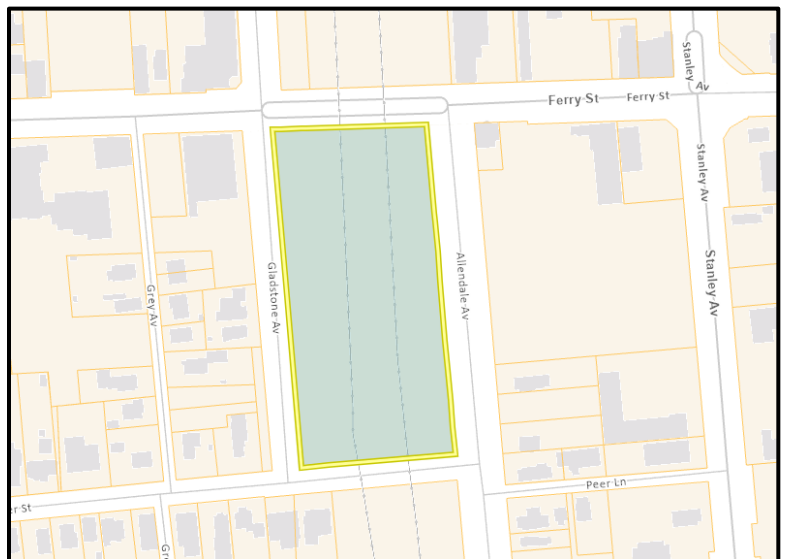 Stanley
Av
Ferry St
Ferry St
Stanley Av
Allendale Av
Stanley Av
Gladstone Av
Grey Av
Peer Ln
er St
Gr